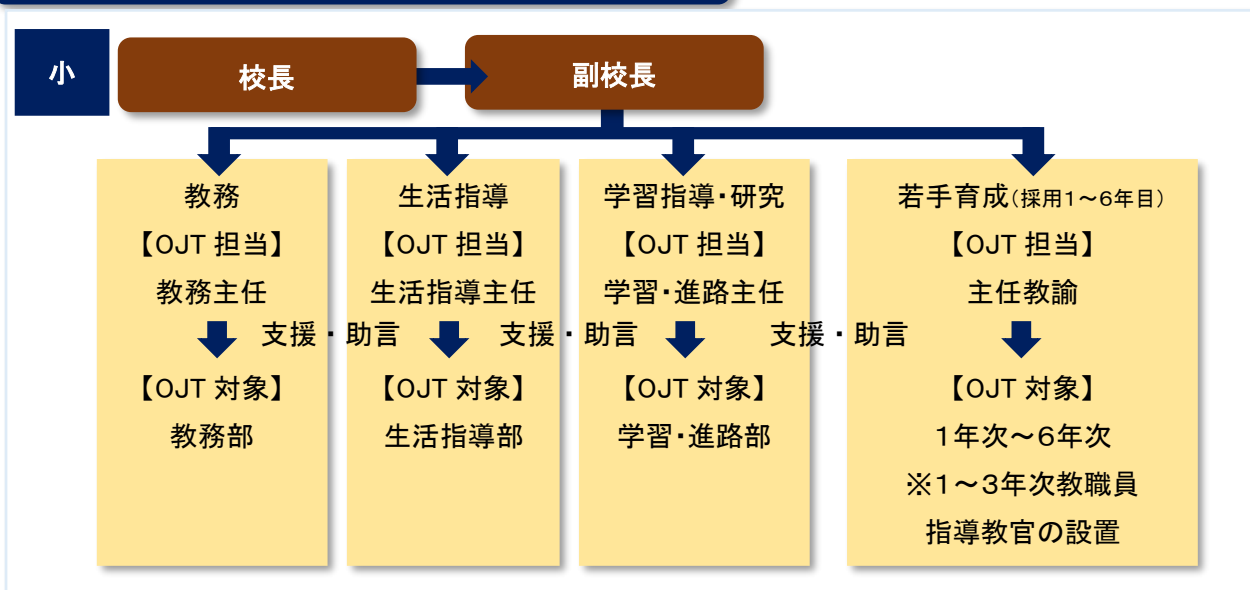 小
校長
副校長
教務
【OJT 担当】
教務主任
【OJT 対象】
教務部
支援・助言
生活指導
【OJT 担当】
生活指導主任
【OJT 対象】
生活指導部
支援・助言
学習指導・研究
【OJT 担当】
学習・進路主任
【OJT 対象】
学習・進路部
支援・助言
若手育成(採用1～6年目)
【OJT 担当】
主任教諭
【OJT 対象】
1年次～6年次
※1～3年次教職員
指導教官の設置